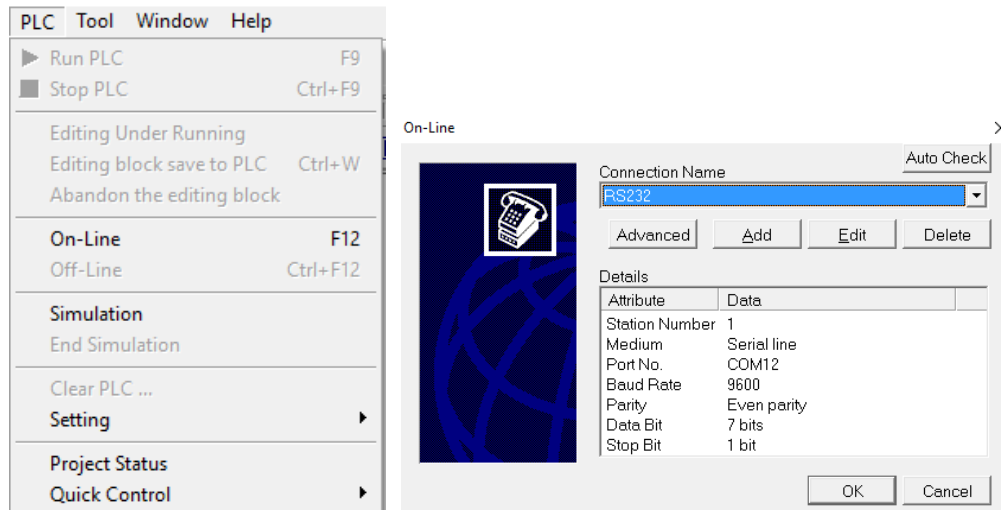 PLC Tool Window Help
Run PLC F9
Stop PLC Ctrl+F9
Editing Under Running
Editing block save to PLC Ctrl+W
Abandon the editing block
On-Line F12
Off-Line Ctrl+F12
Simulation
End Simulation
Clear PLC ...
Setting
Project Status
Quick Control
On-Line
Auto Check
Connection Name
RS232
Advanced Add Edit Delete
Details
Attribute Data
Station Number 1
Medium Serial line
Port No. COM12
Baud Rate 9600
Parity Even parity
Data Bit 7 bits
Stop Bit 1 bit
OK Cancel